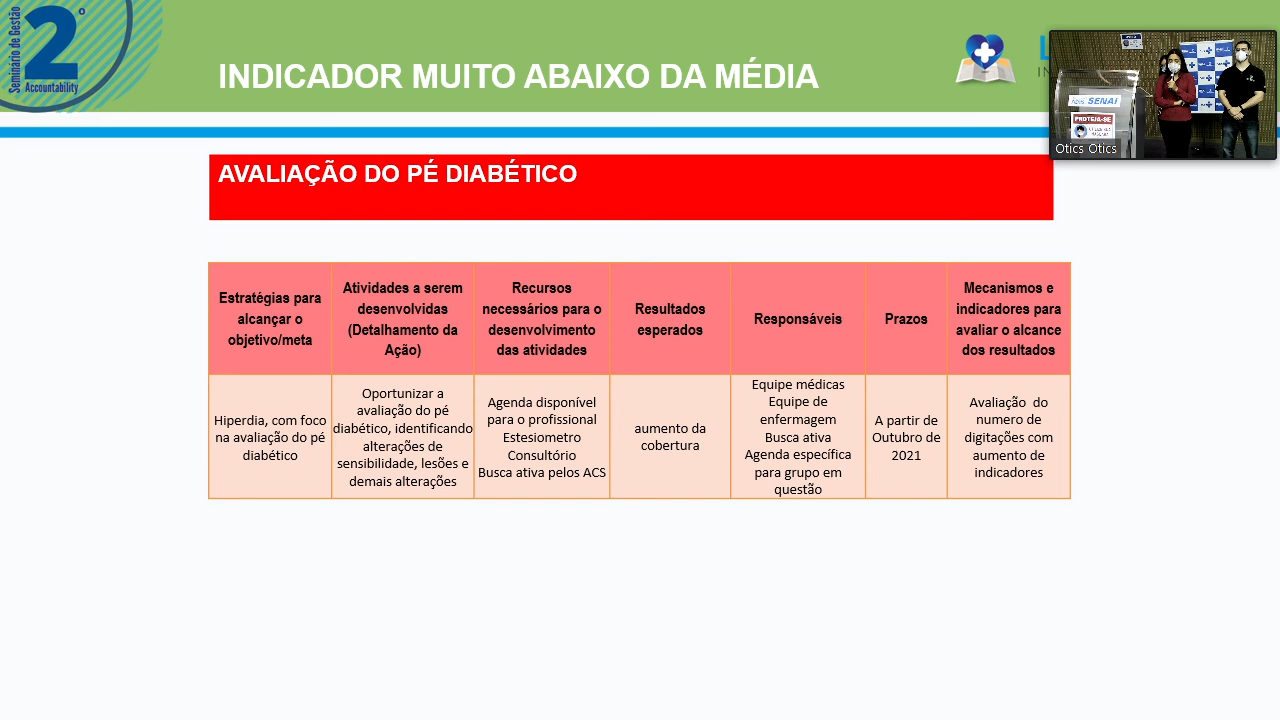 Seminário de Gestão
2º
Accountability
INDICADOR MUITO ABAIXO DA MÉDIA
AVALIAÇÃO DO PÉ DIABÉTICO
Estratégias para
alcançar o
objetivo/meta
Atividades a serem
desenvolvidas
(Detalhamento da
Ação)
Recursos
necessários para o
desenvolvimento
das atividades
Resultados
esperados
Responsáveis
Prazos
Mecanismos e
indicadores para
avaliar o alcance
dos resultados
Hiperdia, com foco
na avaliação do pé
diabético
Oportunizar a
avaliação do pé
diabético, identificando
alterações de
sensibilidade, lesões e
demais alterações
Agenda disponível
para o profissional
Estesiometro
Consultório
Busca ativa pelos ACS
aumento da
cobertura
Equipe médicas
Equipe de
enfermagem
Busca ativa
Agenda específica
para grupo em
questão
A partir de
Outubro de
2021
Avaliação do
numero de
digitações com
aumento de
indicadores
SENAI
PROTEJA-SE
Otics Otics